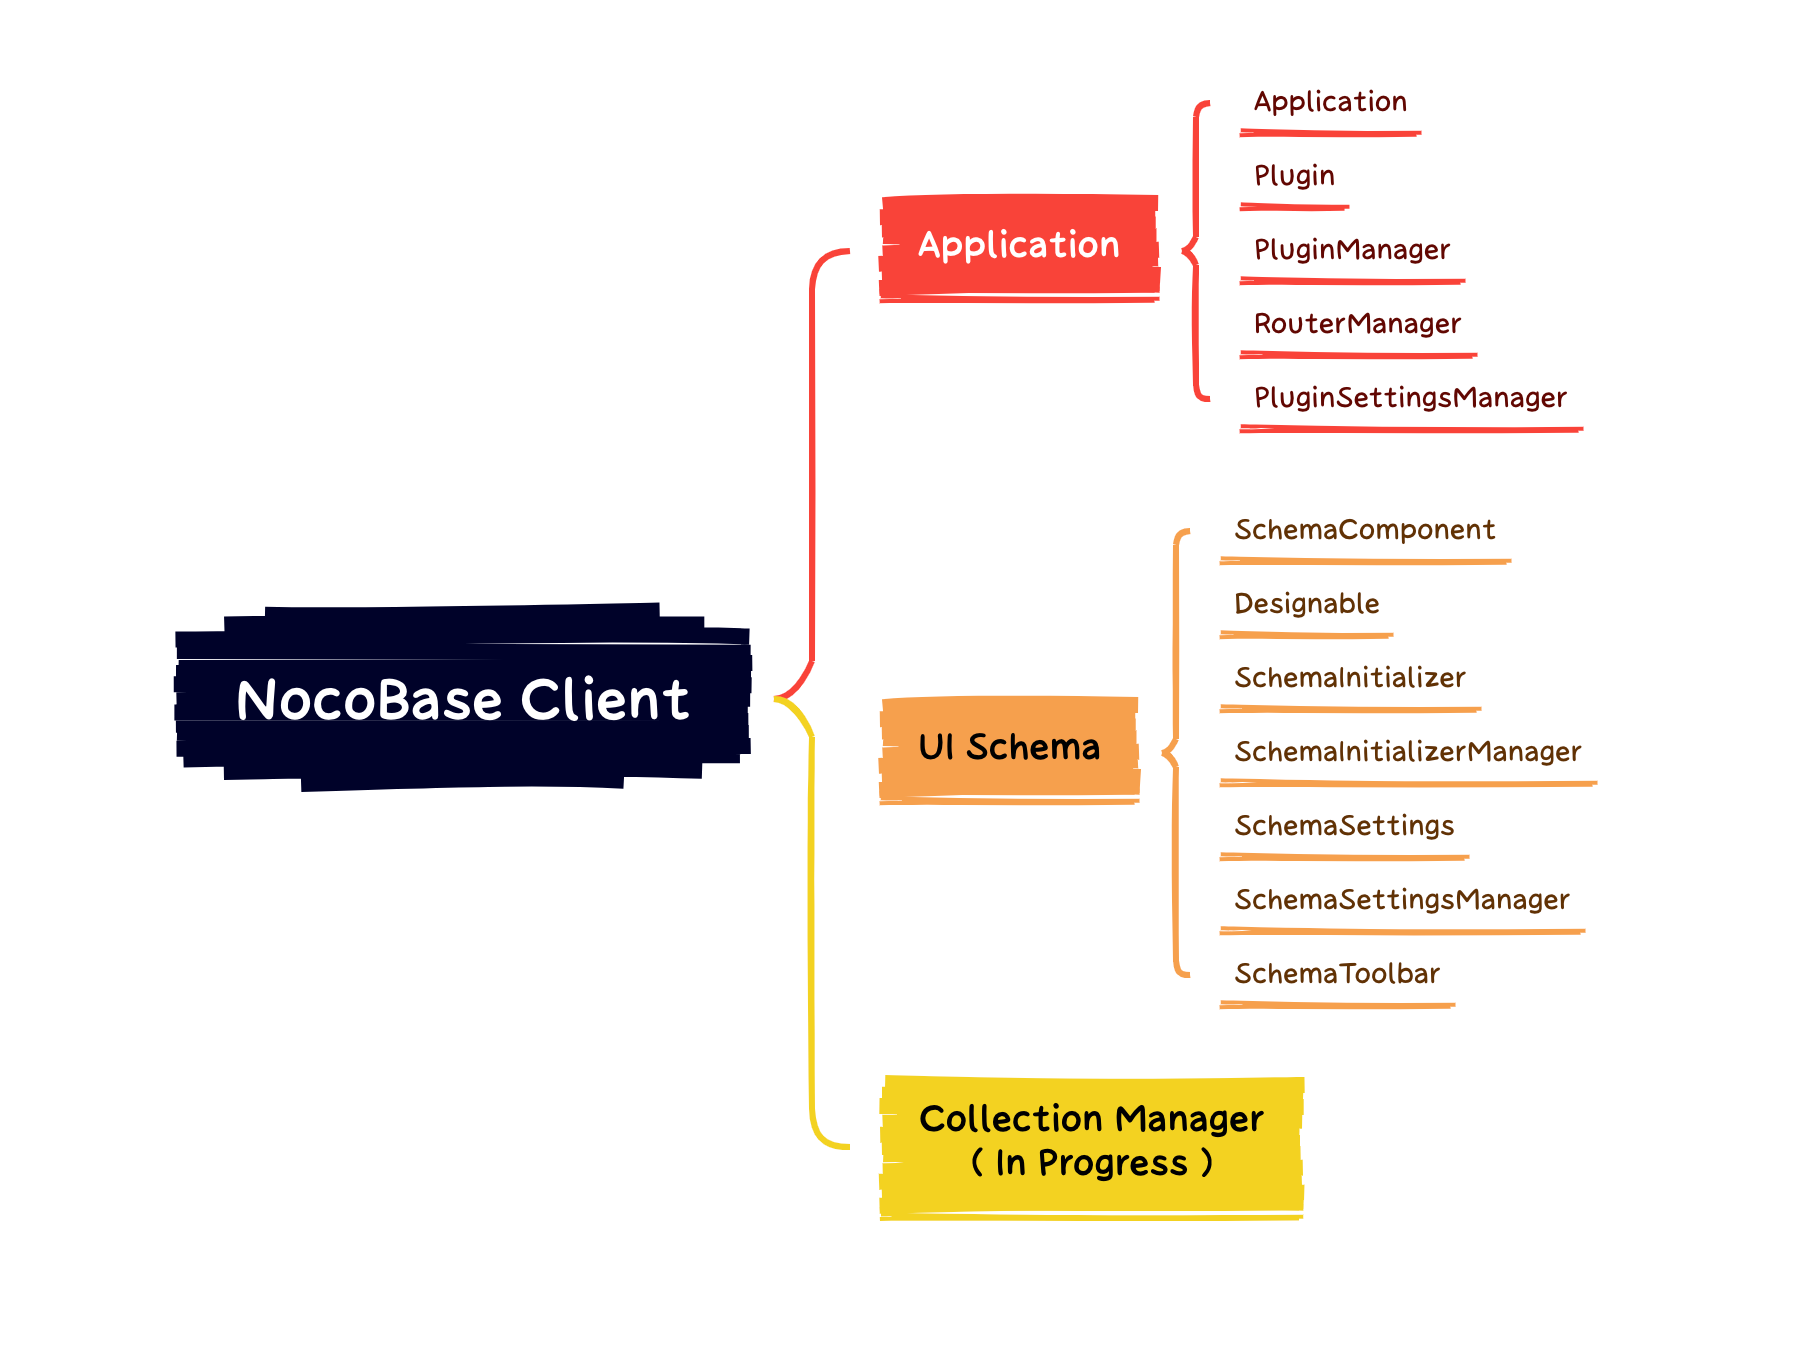 NocoBase Client
Application
Application
Plugin
PluginManager
RouterManager
PluginSettingsManager
UI Schema
SchemaComponent
Designable
SchemaInitializer
SchemaInitializerManager
SchemaSettings
SchemaSettingsManager
SchemaToolbar
Collection Manager
( In Progress )